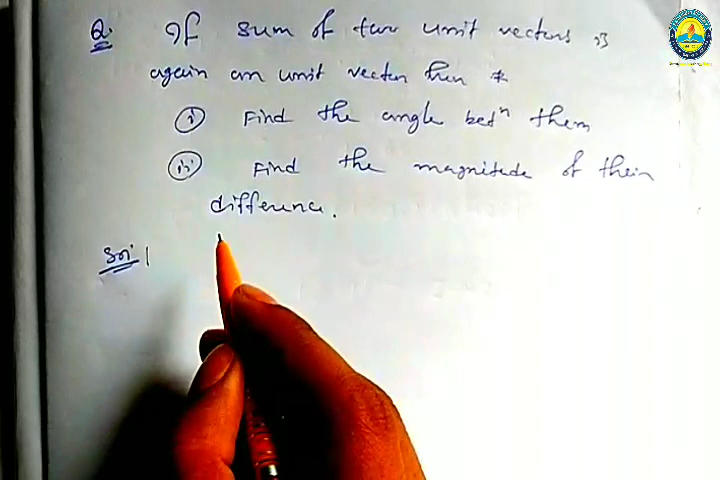 Q. If sum of two unit vectors is
again an unit vector then
(i) Find the angle betn them
(ii) Find the magnitude of their
difference.
Sol: